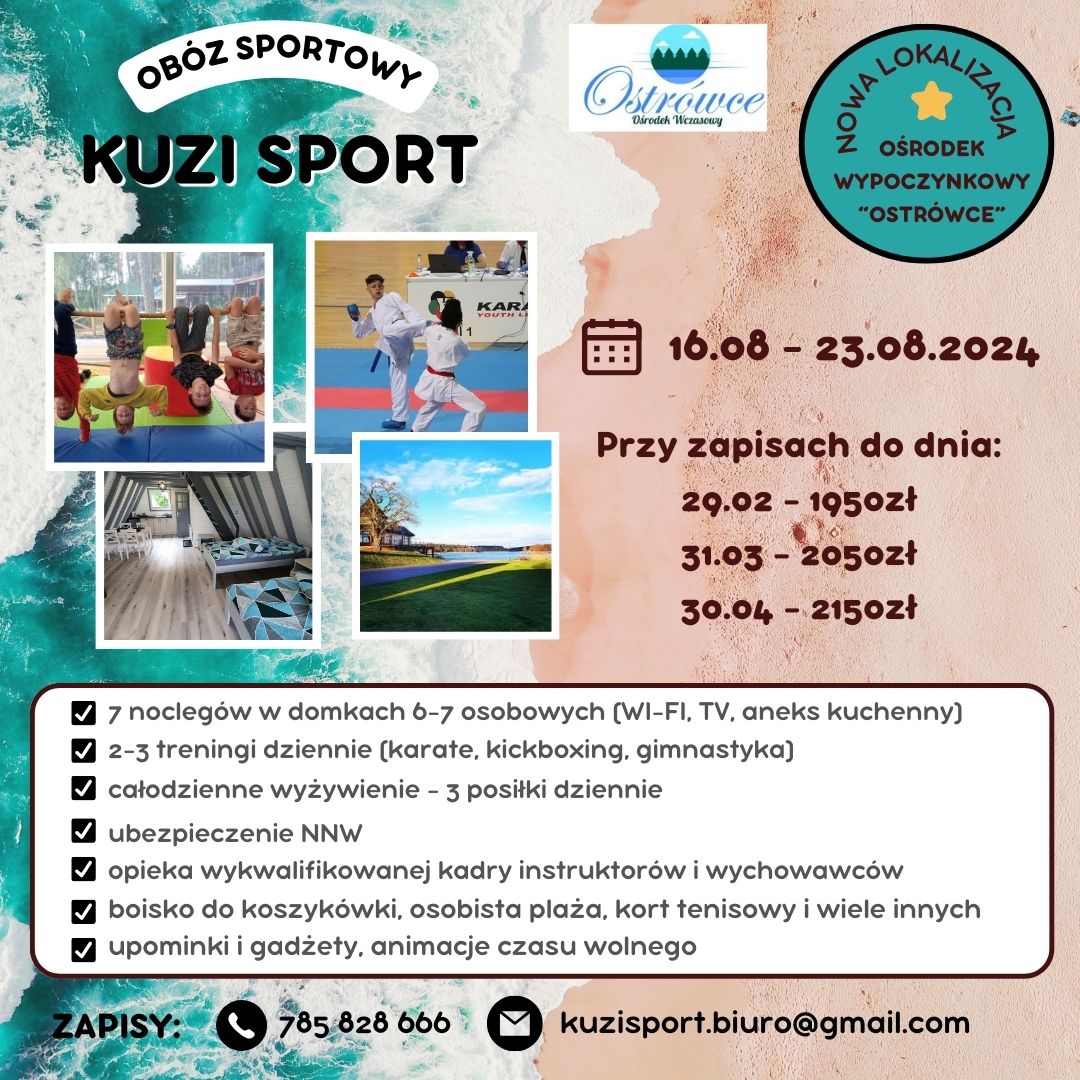 OBÓZ SPORTOWY
KUZI SPORT
Ostrówce
Ośrodek Wczasowy
NOWA LOKALIZACJA
OŚRODEK
WYPOCZYNKOWY
“OSTRÓWCE”
KARA
YOUTH L
1
16.08 - 23.08.2024
Przy zapisach do dnia:
29.02 - 1950zł
31.03 - 2050zł
30.04 - 2150zł
7 noclegów w domkach 6-7 osobowych (WI-FI, TV, aneks kuchenny)
2-3 treningi dziennie (karate, kickboxing, gimnastyka)
całodzienne wyżywienie - 3 posiłki dziennie
ubezpieczenie NNW
opieka wykwalifikowanej kadry instruktorów i wychowawców
boisko do koszykówki, osobista plaża, kort tenisowy i wiele innych
upominki i gadżety, animacje czasu wolnego
ZAPISY: 785 828 666 kuzisport.biuro@gmail.com